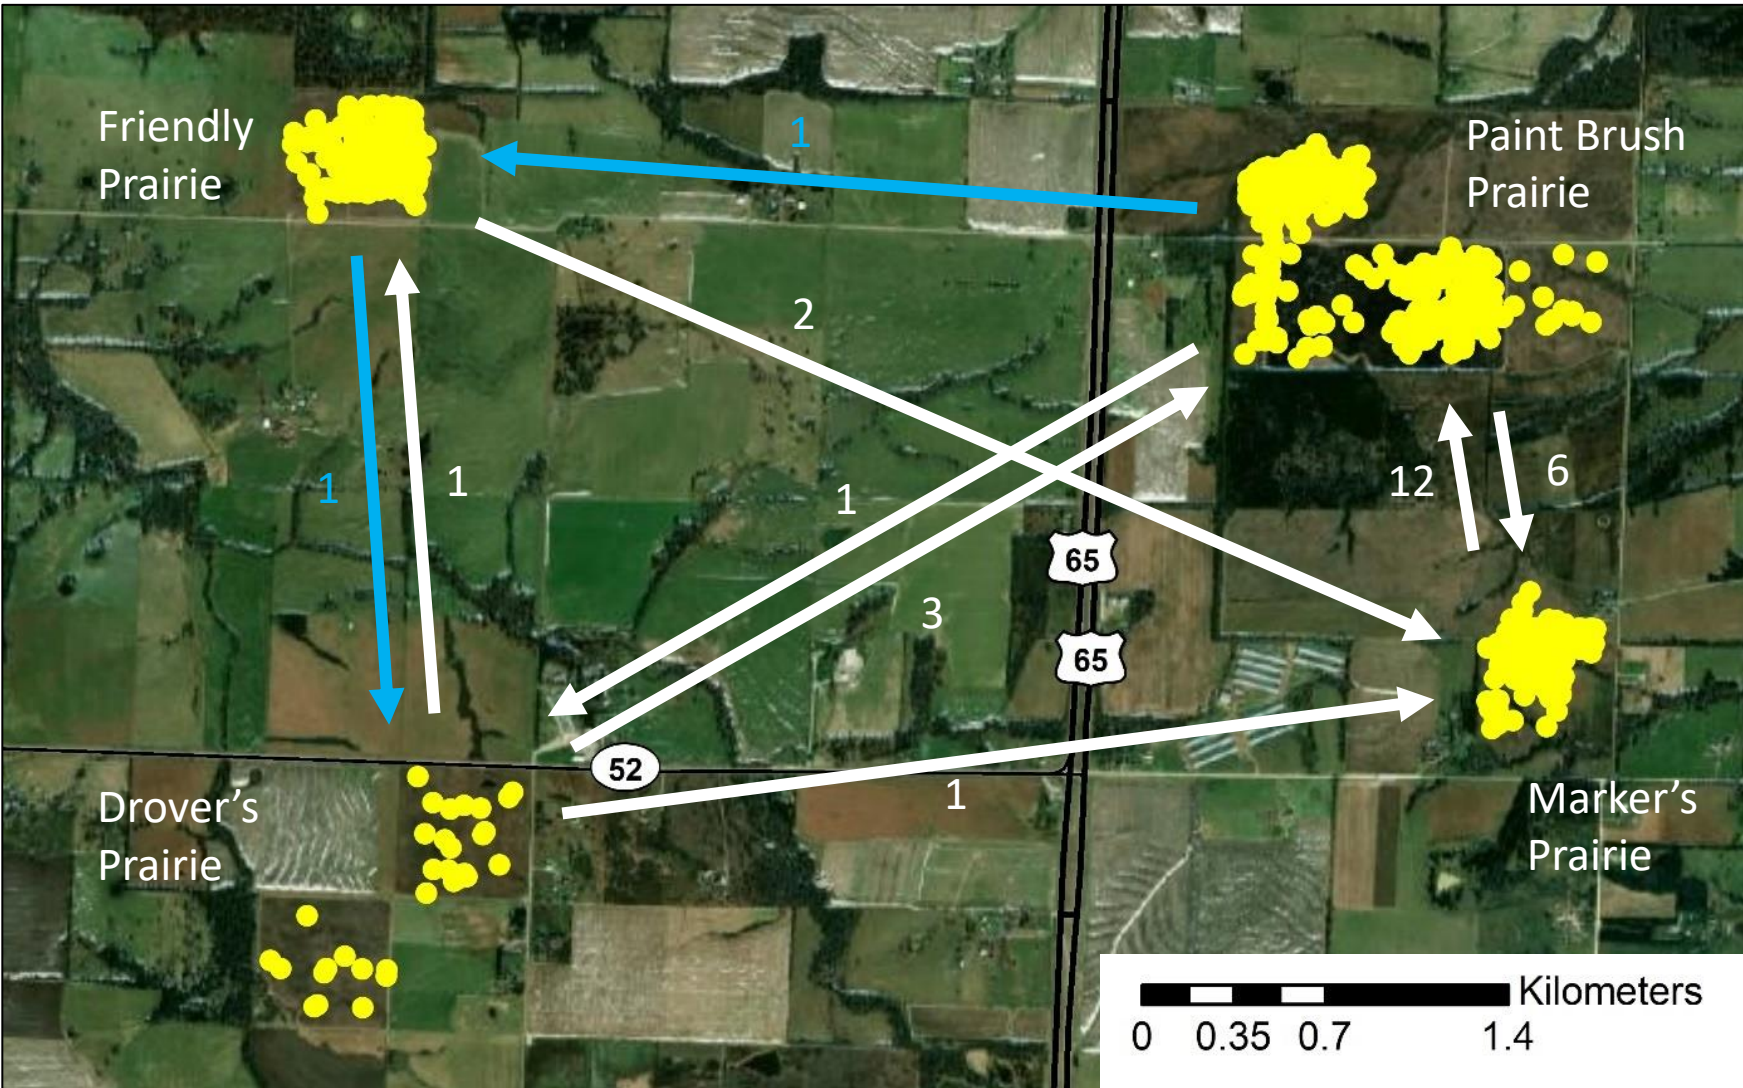 Friendly
Prairie
1
Paint Brush
Prairie
2
1
1
1
12
6
65
3
65
52
1
Drover's
Prairie
Marker's
Prairie
Kilometers
0 0.35 0.7 1.4